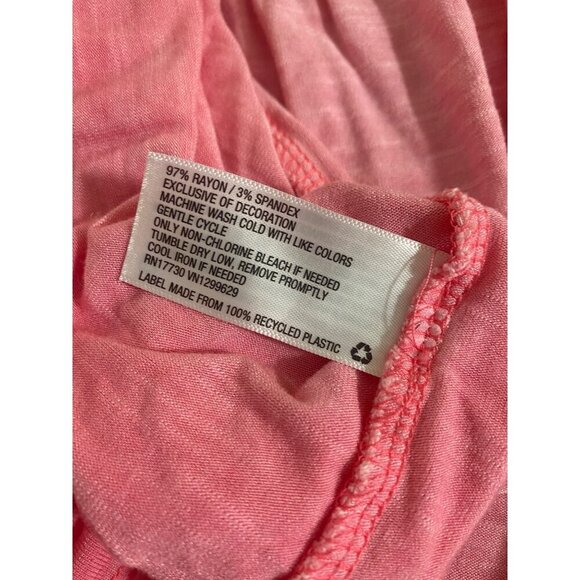 97% RAYON / 3% SPANDEX
EXCLUSIVE OF DECORATION
MACHINE WASH COLD WITH LIKE COLORS
GENTLE CYCLE
ONLY NON-CHLORINE BLEACH IF NEEDED
TUMBLE DRY LOW, REMOVE PROMPTLY
COOL IRON IF NEEDED
RN17730 VN1299629
LABEL MADE FROM 100% RECYCLED PLASTIC